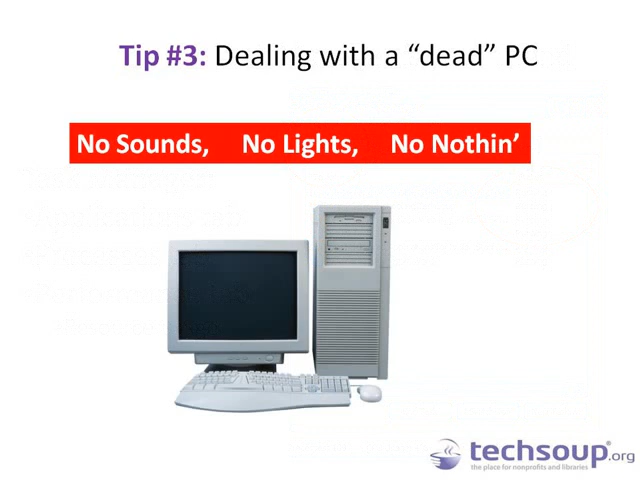 Tip #3: Dealing with a “dead” PC
No Sounds, No Lights, No Nothin’
techsoup.org
the place for nonprofits and libraries